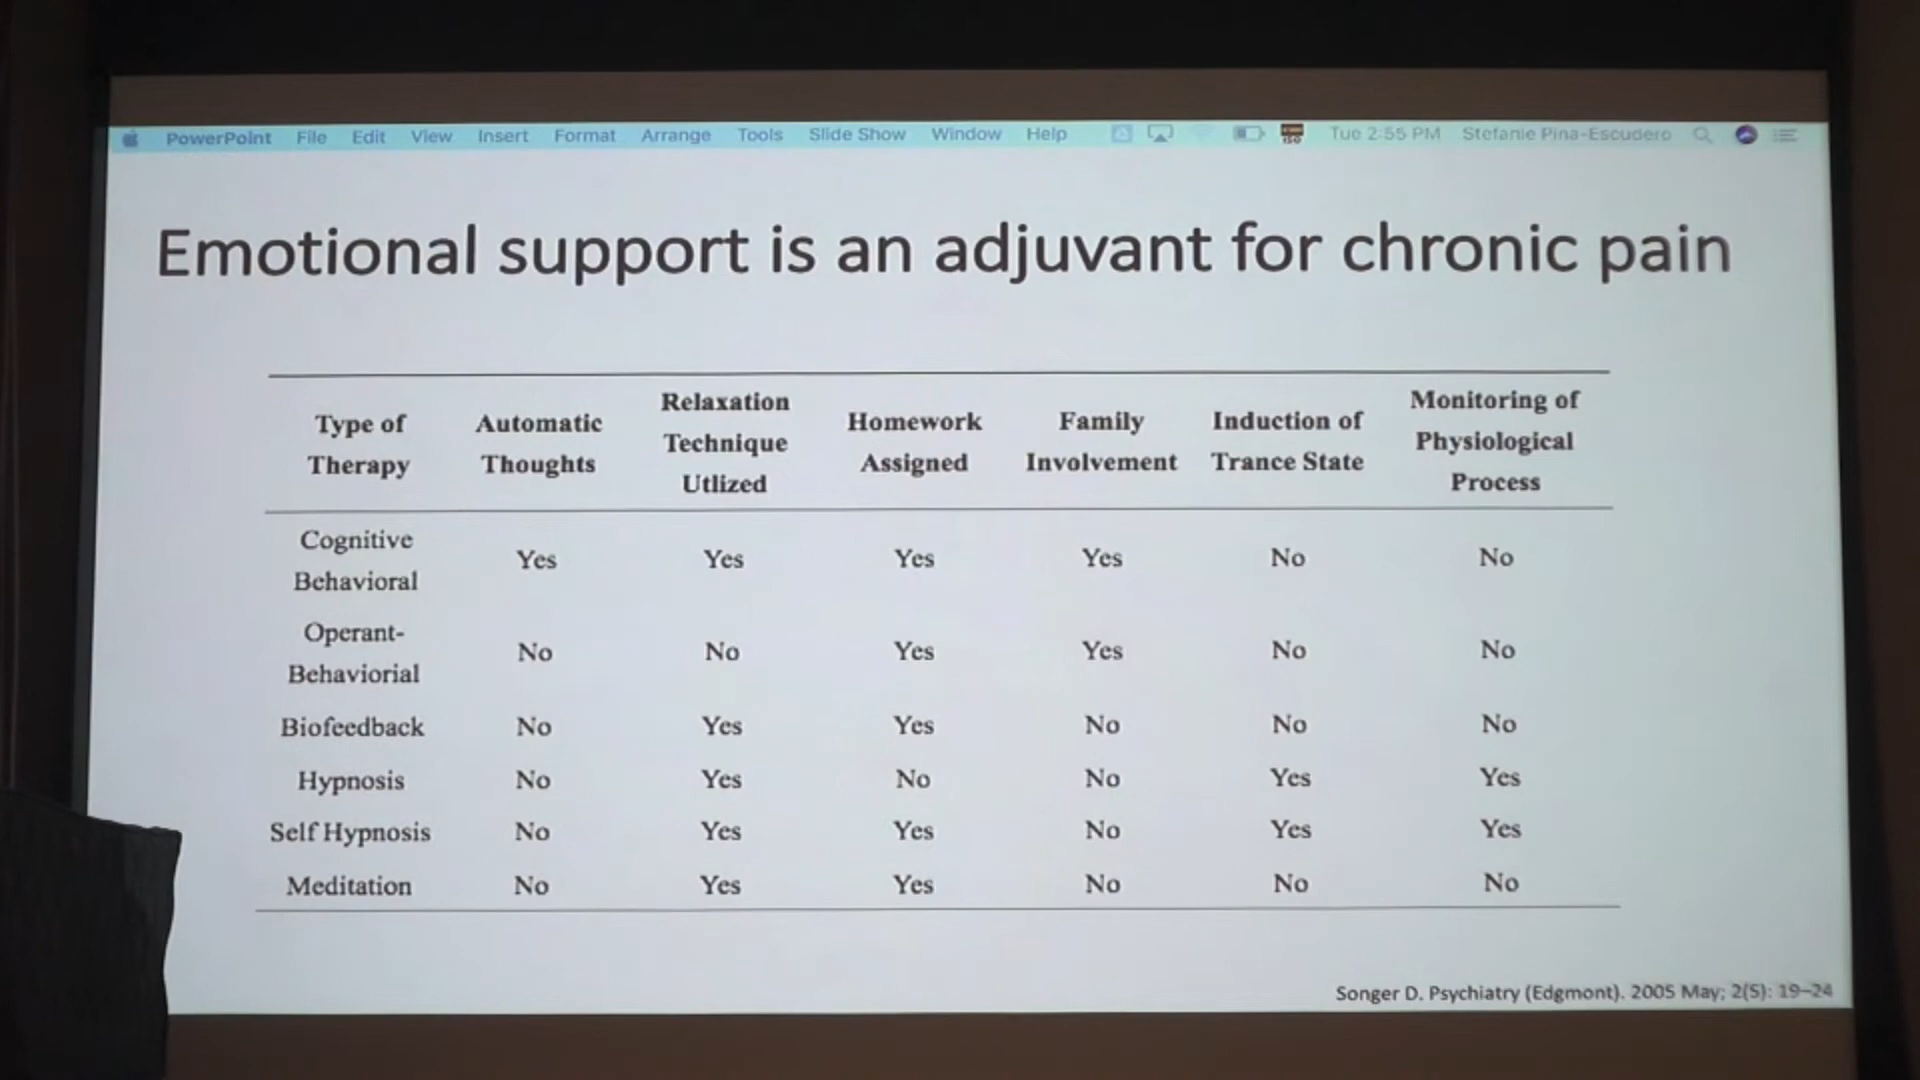 PowerPoint File Edit View Insert Format Arrange Tools Slide Show Window Help Tue 2:55 PM Stefanie Pina-Escudero
Emotional support is an adjuvant for chronic pain
Type of Therapy Automatic Thoughts Relaxation Technique Utlized Homework Assigned Family Involvement Induction of Trance State Monitoring of Physiological Process
Cognitive Behavioral Yes Yes Yes Yes No No
Operant-Behaviorial No No Yes Yes No No
Biofeedback No Yes Yes No No No
Hypnosis No Yes No No Yes Yes
Self Hypnosis No Yes Yes No Yes Yes
Meditation No Yes Yes No No No
Songer D. Psychiatry (Edgmont). 2005 May; 2(5): 19–24